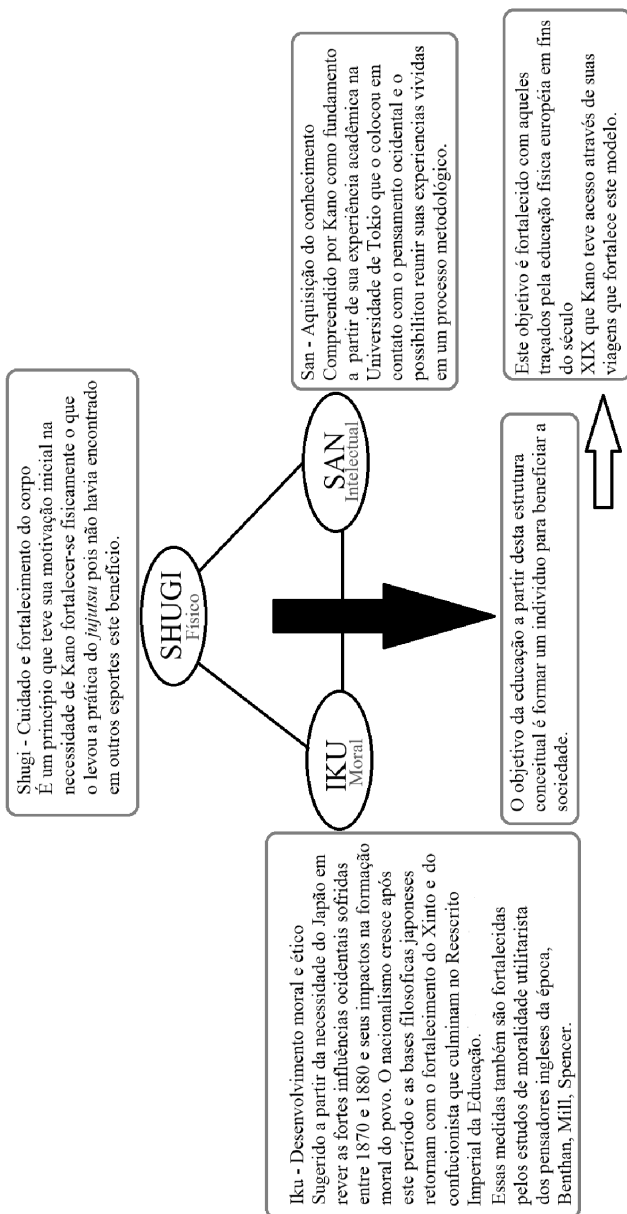 Shugi - Cuidado e fortalecimento do corpo
É um princípio que teve sua motivação inicial na
necessidade de Kano fortalecer-se fisicamente o que
o levou a prática do jujutsu pois não havia encontrado
em outros esportes este benefício.
SHUGI
Físico
IKU
Moral
SAN
Intelectual
Iku - Desenvolvimento moral e ético
Sugerido a partir da necessidade do Japão em
rever as fortes influências ocidentais sofridas
entre 1870 e 1880 e seus impactos na formação
moral do povo. O nacionalismo cresce após
este período e as bases filosoficas japoneses
retornam com o fortalecimento do Xinto e do
confucionista que culminam no Reescrito
Imperial da Educação.
Essas medidas também são fortalecidas
pelos estudos de moralidade utilitarista
dos pensadores ingleses da época,
Benthan, Mill, Spencer.
San - Aquisição do conhecimento
Compreendido por Kano como fundamento
a partir de sua experiência acadêmica na
Universidade de Tokio que o colocou em
contato com o pensamento ocidental e o
possibilitou reunir suas experiencias vividas
em um processo metodológico.
O objetivo da educação a partir desta estrutura
conceitual é formar um individuo para beneficiar a
sociedade.
Este objetivo é fortalecido com aqueles
traçados pela educação física européia em fins
do século
XIX que Kano teve acesso através de suas
viagens que fortalece este modelo.